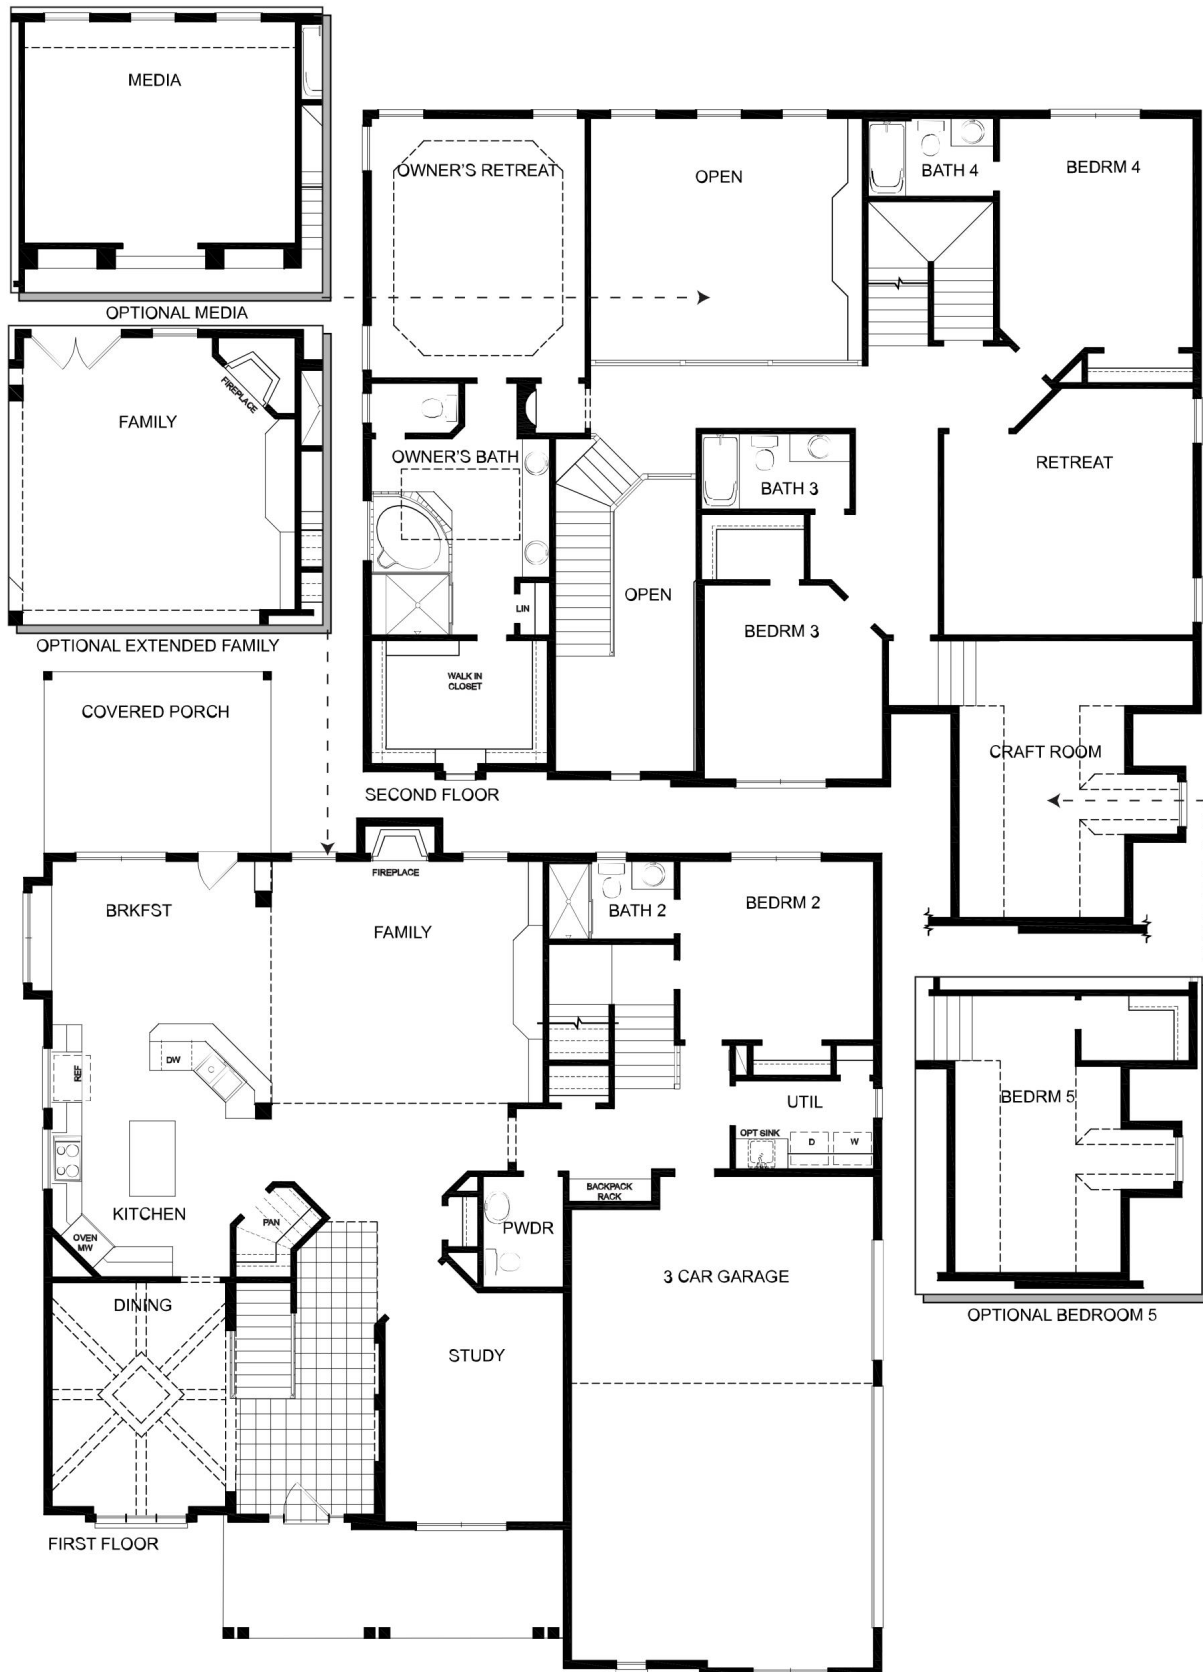 MEDIA
OPTIONAL MEDIA
FAMILY
FIREPLACE
OPTIONAL EXTENDED FAMILY
OWNER'S RETREAT
OPEN
BATH 4
BEDRM 4
OWNER'S BATH
BATH 3
RETREAT
LIN
OPEN
BEDRM 3
WALK IN
CLOSET
CRAFT ROOM
SECOND FLOOR
COVERED PORCH
BRKFST
FIREPLACE
FAMILY
BATH 2
BEDRM 2
DW
REF
UTIL
OPT SINK
D
W
KITCHEN
OVEN
MW
PAN
BACKPACK
RACK
PWDR
3 CAR GARAGE
DINING
STUDY
FIRST FLOOR
BEDRM 5
OPTIONAL BEDROOM 5